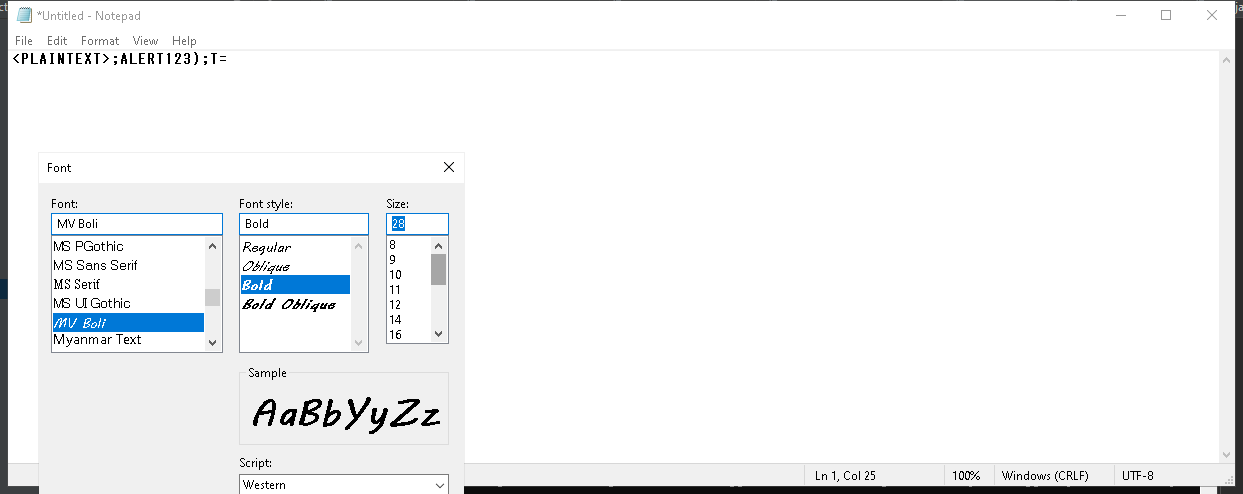 *Untitled - Notepad
File Edit Format View Help
<PLAINTEXT>;ALERT123);T=
Font
Font: Font style: Size:
MV Boli Bold 28
MS PGothic Regular 8
MS Sans Serif Oblique 9
MS Serif Bold 10
MS UI Gothic Bold Oblique 11
MV Boli 12
Myanmar Text 14
16
Sample
AaBbYyZz
Script:
Western
Ln 1, Col 25 100% Windows (CRLF) UTF-8